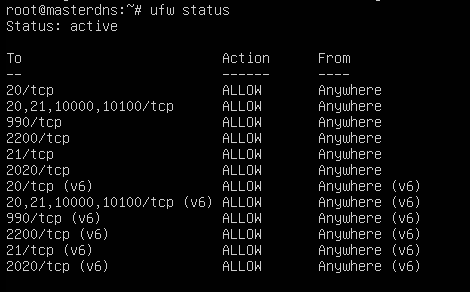 root@masterdns:~# ufw status
Status: active
To Action From
-- ------ ----
20/tcp ALLOW Anywhere
20,21,10000,10100/tcp ALLOW Anywhere
990/tcp ALLOW Anywhere
2200/tcp ALLOW Anywhere
21/tcp ALLOW Anywhere
2020/tcp ALLOW Anywhere
20/tcp (v6) ALLOW Anywhere (v6)
20,21,10000,10100/tcp (v6) ALLOW Anywhere (v6)
990/tcp (v6) ALLOW Anywhere (v6)
2200/tcp (v6) ALLOW Anywhere (v6)
21/tcp (v6) ALLOW Anywhere (v6)
2020/tcp (v6) ALLOW Anywhere (v6)